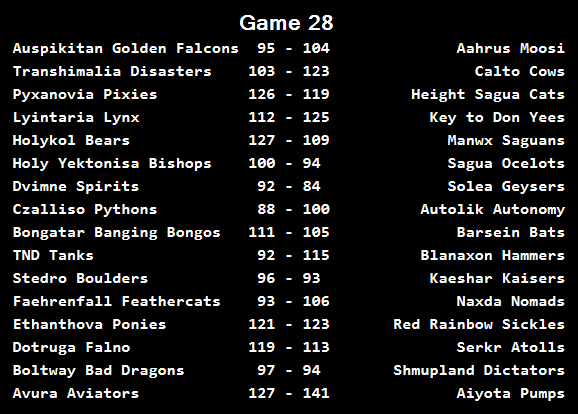 Game 28
Auspikitan Golden Falcons 95 - 104 Aahrus Moosi
Transhimalia Disasters 103 - 123 Calto Cows
Pyxanovia Pixies 126 - 119 Height Sagua Cats
Lyintaria Lynx 112 - 125 Key to Don Yees
Holykol Bears 127 - 109 Manwx Saguans
Holy Yektonisa Bishops 100 - 94 Sagua Ocelots
Dvimne Spirits 92 - 84 Solea Geysers
Czalliso Pythons 88 - 100 Autolik Autonomy
Bongatar Banging Bongos 111 - 105 Barsein Bats
TND Tanks 92 - 115 Blanaxon Hammers
Stedro Boulders 96 - 93 Kaeshar Kaisers
Faehrenfall Feathercats 93 - 106 Naxda Nomads
Ethanthova Ponies 121 - 123 Red Rainbow Sickles
Dotruga Falno 119 - 113 Serkr Atolls
Boltway Bad Dragons 97 - 94 Shmupland Dictators
Avura Aviators 127 - 141 Aiyota Pumps